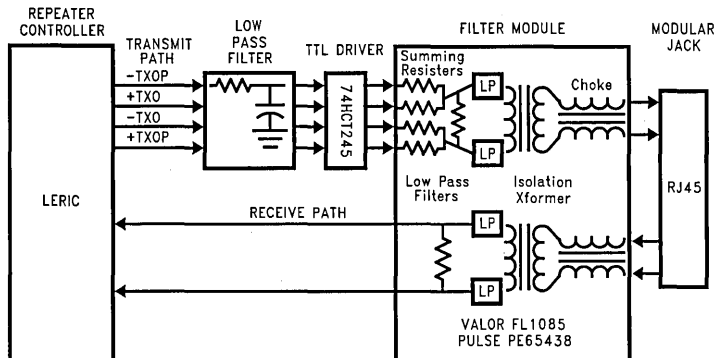 REPEATER
CONTROLLER
TRANSMIT
PATH
LOW
PASS
FILTER
TTL DRIVER
FILTER MODULE
MODULAR
JACK
−TXOP
+TXO
−TXO
+TXOP
74HCT245
Summing
Resisters
LP
LP
Choke
LERIC
RJ45
Low Pass
Filters
Isolation
Xformer
RECEIVE PATH
LP
LP
VALOR FL1085
PULSE PE65438